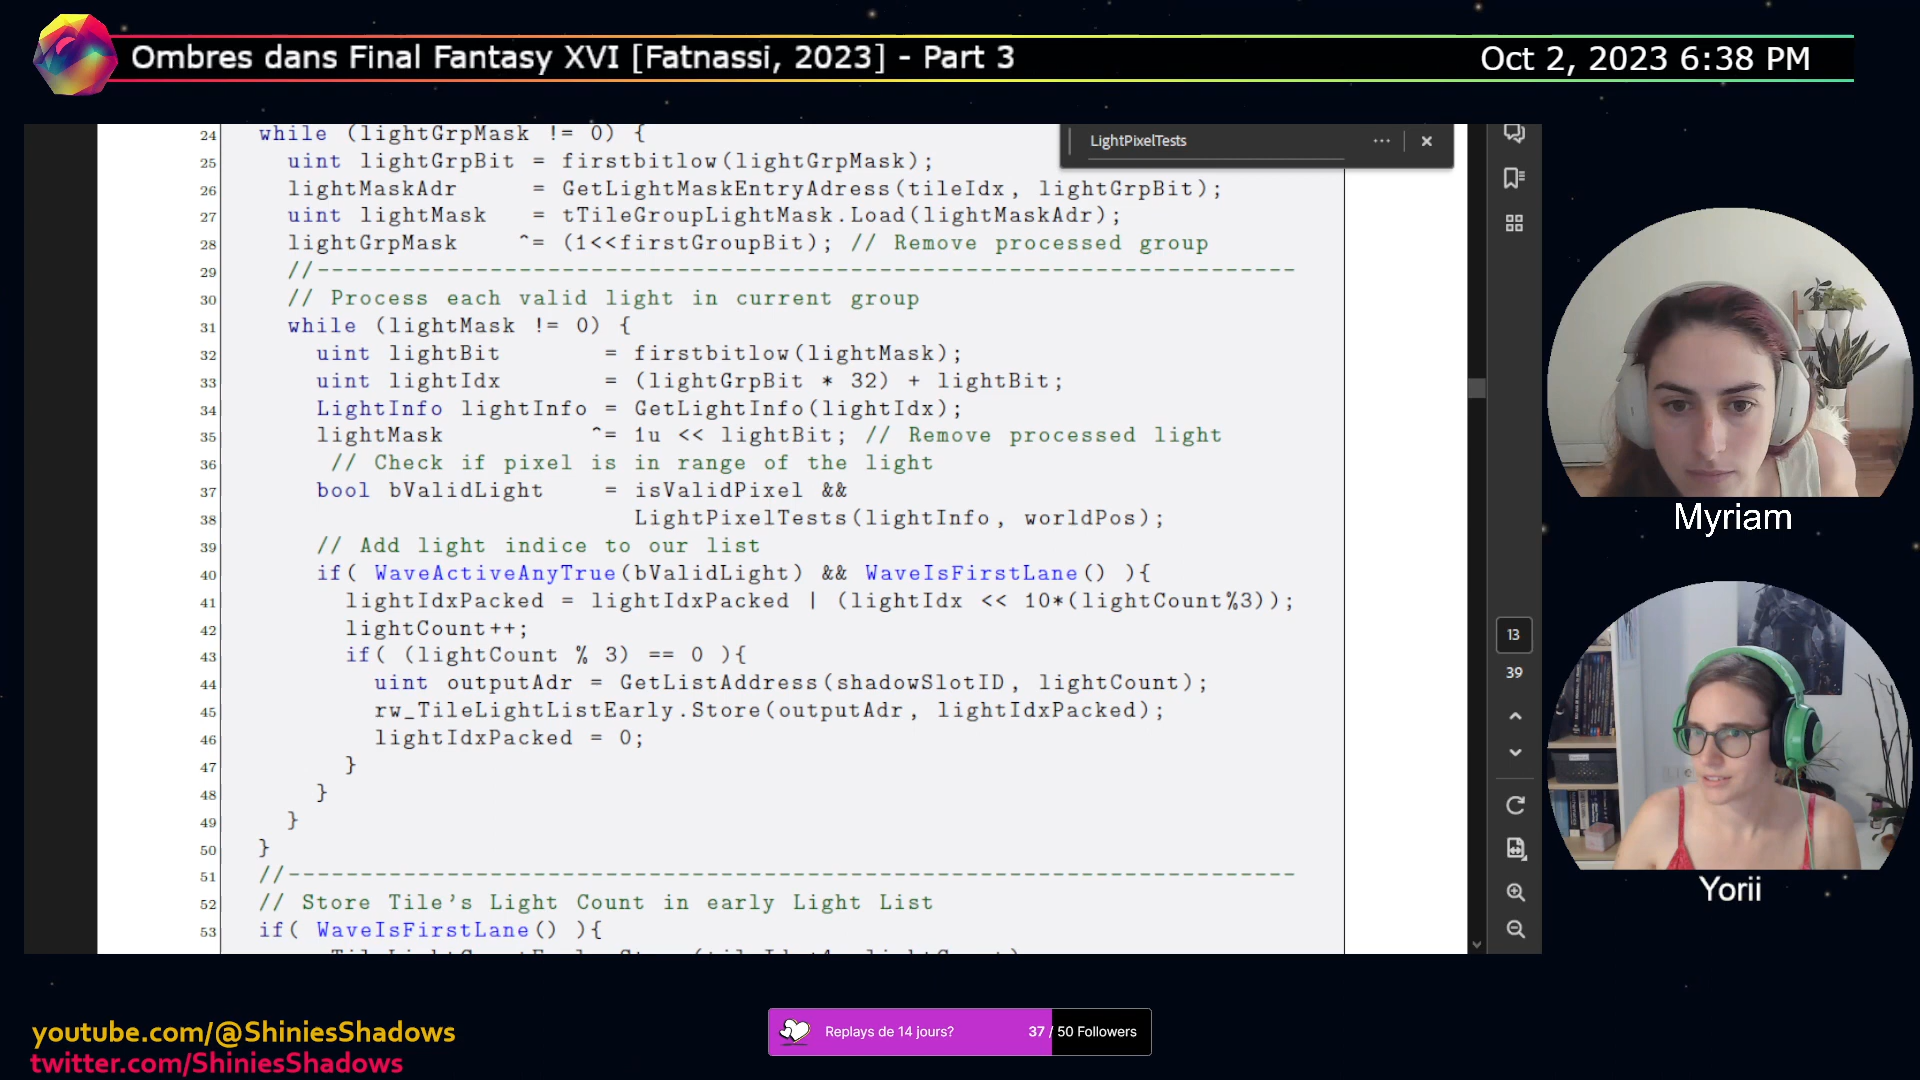 Ombres dans Final Fantasy XVI [Fatnassi, 2023] - Part 3
Oct 2, 2023 6:38 PM
LightPixelTests
24 while (lightGrpMask != 0) {
25 uint lightGrpBit = firstbitlow(lightGrpMask);
26 lightMaskAdr = GetLightMaskEntryAdress(tileIdx, lightGrpBit);
27 uint lightMask = tTileGroupLightMask.Load(lightMaskAdr);
28 lightGrpMask ^= (1<<firstGroupBit); // Remove processed group
29 //--------------------------------------------------------------------
30 // Process each valid light in current group
31 while (lightMask != 0) {
32 uint lightBit = firstbitlow(lightMask);
33 uint lightIdx = (lightGrpBit * 32) + lightBit;
34 LightInfo lightInfo = GetLightInfo(lightIdx);
35 lightMask ^= 1u << lightBit; // Remove processed light
36 // Check if pixel is in range of the light
37 bool bValidLight = isValidPixel &&
38 LightPixelTests(lightInfo, worldPos);
39 // Add light indice to our list
40 if( WaveActiveAnyTrue(bValidLight) && WaveIsFirstLane() ){
41 lightIdxPacked = lightIdxPacked | (lightIdx << 10*(lightCount%3));
42 lightCount++;
43 if( (lightCount % 3) == 0 ){
44 uint outputAdr = GetListAddress(shadowSlotID, lightCount);
45 rw_TileLightListEarly.Store(outputAdr, lightIdxPacked);
46 lightIdxPacked = 0;
47 }
48 }
49 }
50 }
51 //----------------------------------------------------------------------
52 // Store Tile's Light Count in early Light List
53 if( WaveIsFirstLane() ){
13
39
Myriam
Yorii
youtube.com/@ShiniesShadows
twitter.com/ShiniesShadows
Replays de 14 jours? 37 / 50 Followers